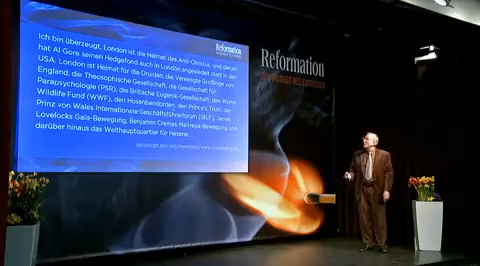 Reformation
Ich bin überzeugt, London ist die Heimat des Anti-Christus, und darum
hat Al Gore seinen Hedgefond auch in London angesiedelt statt in den
USA. London ist Heimat für die Druiden, die Vereinigte Großloge von
England, die Theosophische Gesellschaft, die Gesellschaft für
Parapsychologie (PSR), die Britische Eugenik-Gesellschaft, den World
Wildlife Fund (WWF), den Hosenbandorden, den Prince's Trust, das
Prinz von Wales Internationale Geschäftsführerforum (IBLF), James
Lovelocks Gaia-Bewegung, Benjamin Cremes Maitreya-Bewegung und
darüber hinaus das Welthauptquartier für Hexerei
Reformation